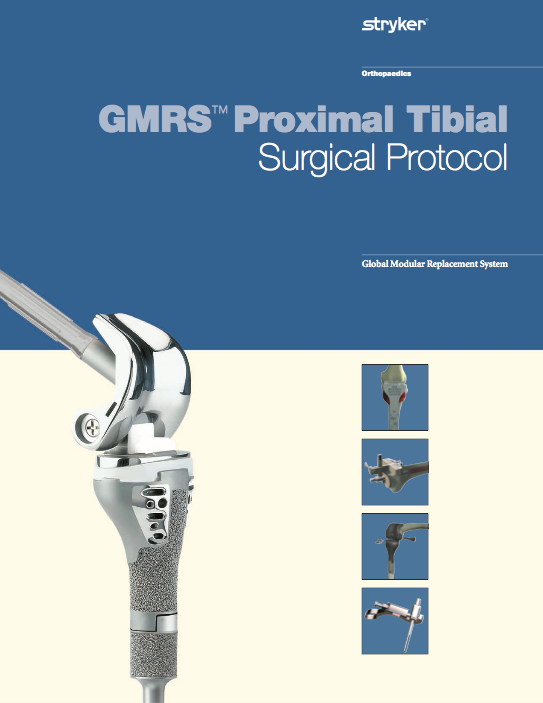 stryker®
Orthopaedics
GMRS™ Proximal Tibial
Surgical Protocol
Global Modular Replacement System